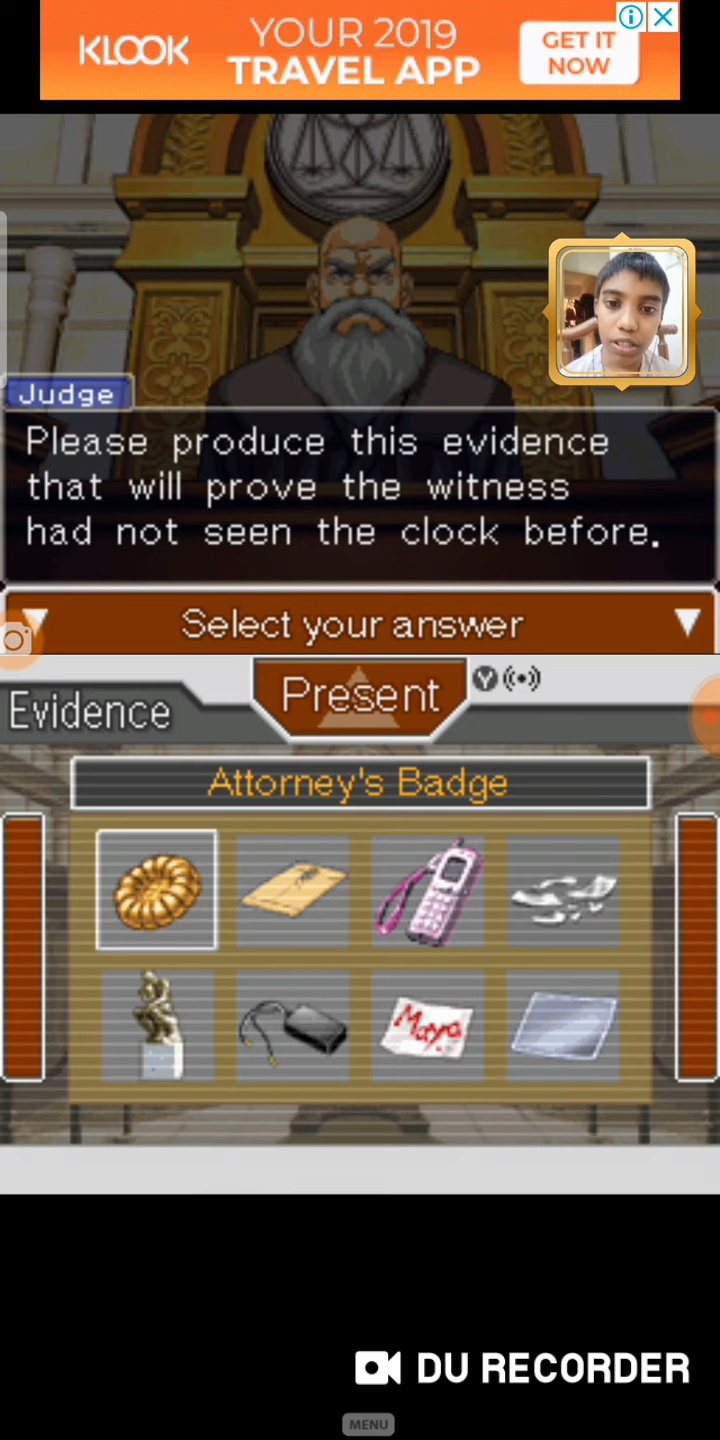 KLOOK
YOUR 2019
TRAVEL APP
GET IT
NOW
Judge
Please produce this evidence
that will prove the witness
had not seen the clock before.
Select your answer
Evidence
Present
Y
Attorney's Badge
Maya
DU RECORDER
MENU